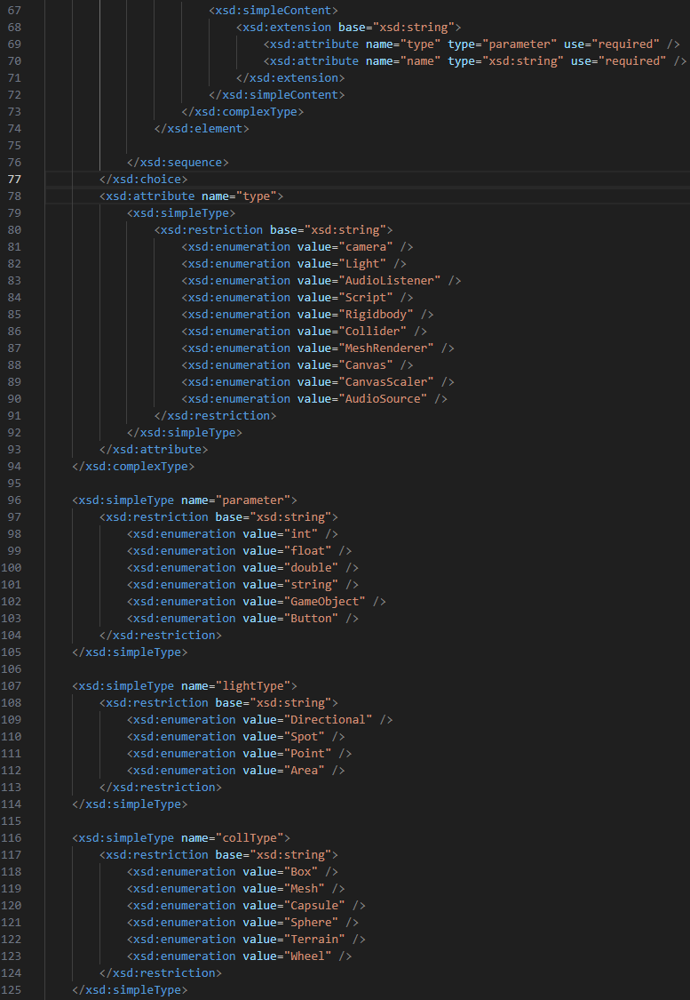 67 <xsd:simpleContent>
68 <xsd:extension base="xsd:string">
69 <xsd:attribute name="type" type="parameter" use="required" />
70 <xsd:attribute name="name" type="xsd:string" use="required" />
71 </xsd:extension>
72 </xsd:simpleContent>
73 </xsd:complexType>
74 </xsd:element>
75
76 </xsd:sequence>
77 </xsd:choice>
78 <xsd:attribute name="type">
79 <xsd:simpleType>
80 <xsd:restriction base="xsd:string">
81 <xsd:enumeration value="camera" />
82 <xsd:enumeration value="Light" />
83 <xsd:enumeration value="AudioListener" />
84 <xsd:enumeration value="Script" />
85 <xsd:enumeration value="Rigidbody" />
86 <xsd:enumeration value="Collider" />
87 <xsd:enumeration value="MeshRenderer" />
88 <xsd:enumeration value="Canvas" />
89 <xsd:enumeration value="CanvasScaler" />
90 <xsd:enumeration value="AudioSource" />
91 </xsd:restriction>
92 </xsd:simpleType>
93 </xsd:attribute>
94 </xsd:complexType>
95
96 <xsd:simpleType name="parameter">
97 <xsd:restriction base="xsd:string">
98 <xsd:enumeration value="int" />
99 <xsd:enumeration value="float" />
100 <xsd:enumeration value="double" />
101 <xsd:enumeration value="string" />
102 <xsd:enumeration value="GameObject" />
103 <xsd:enumeration value="Button" />
104 </xsd:restriction>
105 </xsd:simpleType>
106
107 <xsd:simpleType name="lightType">
108 <xsd:restriction base="xsd:string">
109 <xsd:enumeration value="Directional" />
110 <xsd:enumeration value="Spot" />
111 <xsd:enumeration value="Point" />
112 <xsd:enumeration value="Area" />
113 </xsd:restriction>
114 </xsd:simpleType>
115
116 <xsd:simpleType name="collType">
117 <xsd:restriction base="xsd:string">
118 <xsd:enumeration value="Box" />
119 <xsd:enumeration value="Mesh" />
120 <xsd:enumeration value="Capsule" />
121 <xsd:enumeration value="Sphere" />
122 <xsd:enumeration value="Terrain" />
123 <xsd:enumeration value="Wheel" />
124 </xsd:restriction>
125 </xsd:simpleType>